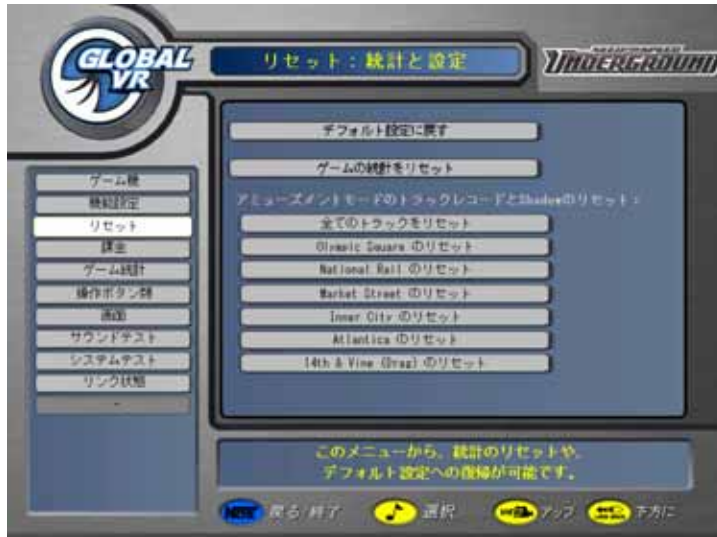 GLOBAL VR
リセット：統計と設定
UNDERGROUND
デフォルト設定に戻す
ゲームの統計をリセット
アミューズメントモードのトラックレコードとShadowのリセット：
全てのトラックをリセット
Olympic Square のリセット
National Rail のリセット
Market Street のリセット
Inner City のリセット
Atlantica のリセット
14th & Vine (Drag) のリセット
ゲーム機
機能設定
リセット
課金
ゲーム統計
操作ボタン類
画面
サウンドテスト
システムテスト
リンク状態
-
このメニューから、統計のリセットや、
デフォルト設定への復帰が可能です。
戻る/終了
選択
アップ
下方に